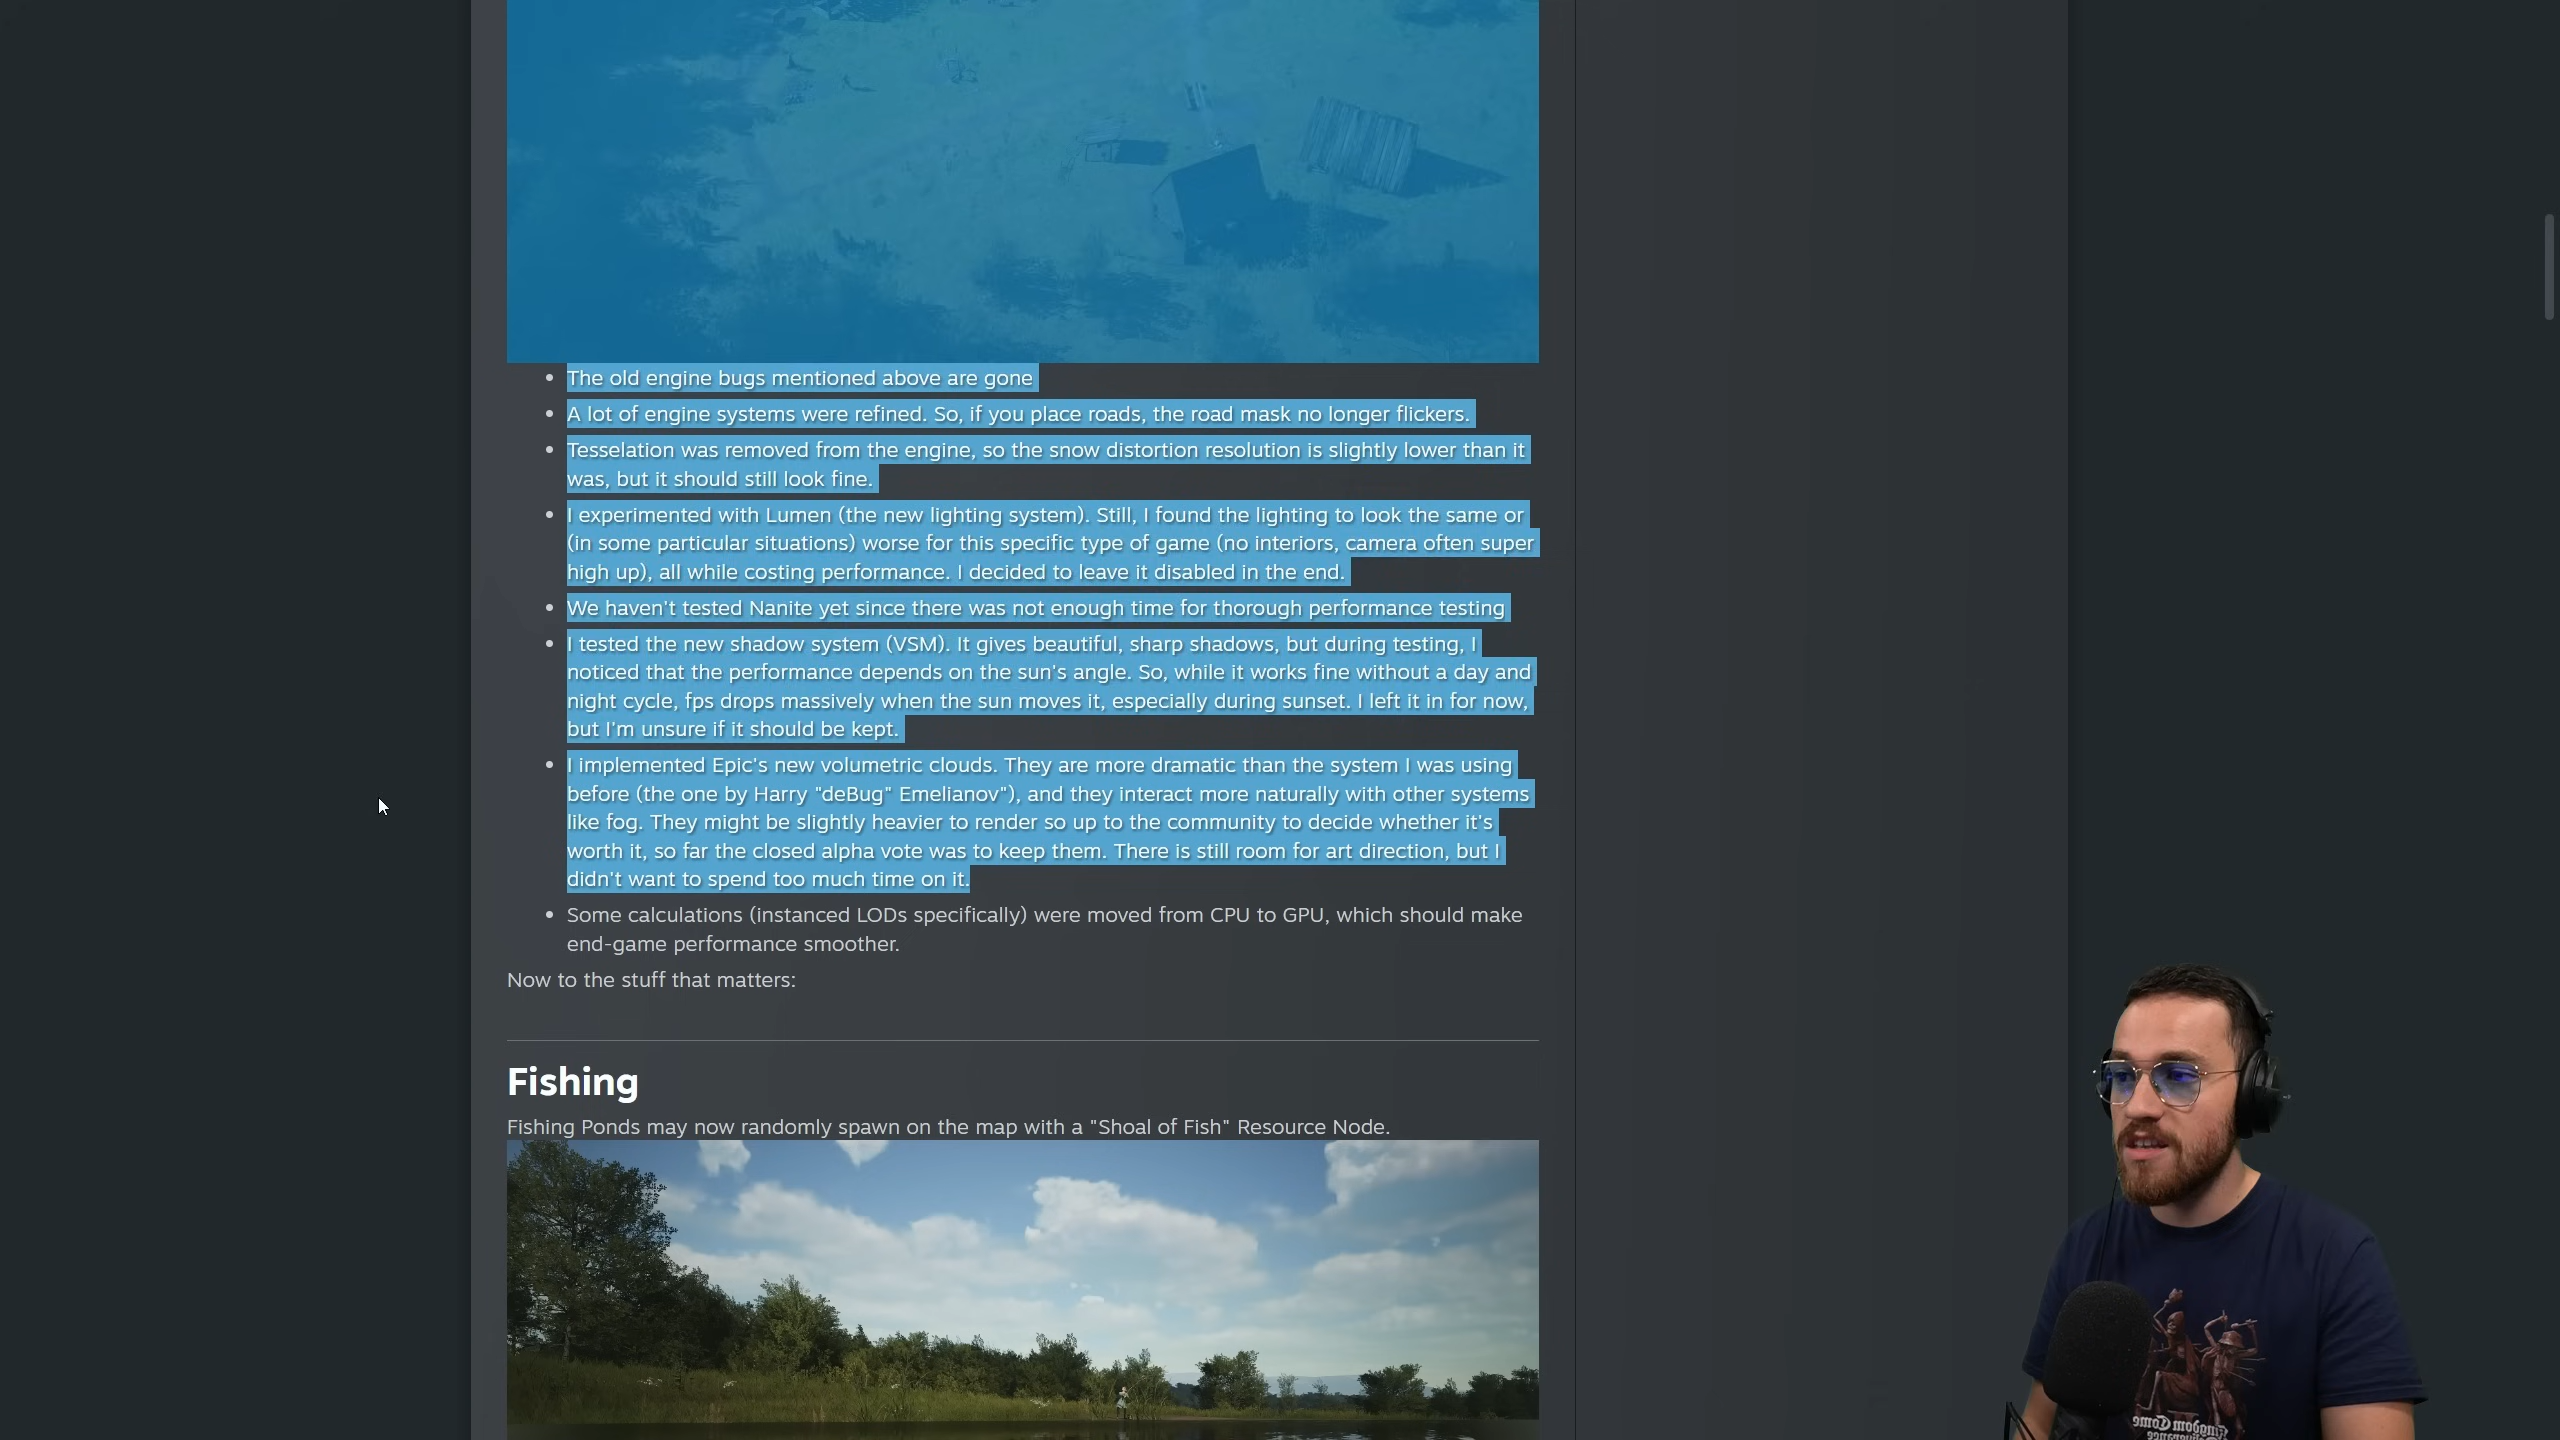 The old engine bugs mentioned above are gone
A lot of engine systems were refined. So, if you place roads, the road mask no longer flickers.
Tesselation was removed from the engine, so the snow distortion resolution is slightly lower than it
was, but it should still look fine.
I experimented with Lumen (the new lighting system). Still, I found the lighting to look the same or
(in some particular situations) worse for this specific type of game (no interiors, camera often super
high up), all while costing performance. I decided to leave it disabled in the end.
We haven't tested Nanite yet since there was not enough time for thorough performance testing
I tested the new shadow system (VSM). It gives beautiful, sharp shadows, but during testing, I
noticed that the performance depends on the sun's angle. So, while it works fine without a day and
night cycle, fps drops massively when the sun moves it, especially during sunset. I left it in for now,
but I'm unsure if it should be kept.
I implemented Epic's new volumetric clouds. They are more dramatic than the system I was using
before (the one by Harry "deBug" Emelianov"), and they interact more naturally with other systems
like fog. They might be slightly heavier to render so up to the community to decide whether it's
worth it, so far the closed alpha vote was to keep them. There is still room for art direction, but I
didn't want to spend too much time on it.
Some calculations (instanced LODs specifically) were moved from CPU to GPU, which should make
end-game performance smoother.
Now to the stuff that matters:
Fishing
Fishing Ponds may now randomly spawn on the map with a "Shoal of Fish" Resource Node.
Kingdom Come
Deliverance